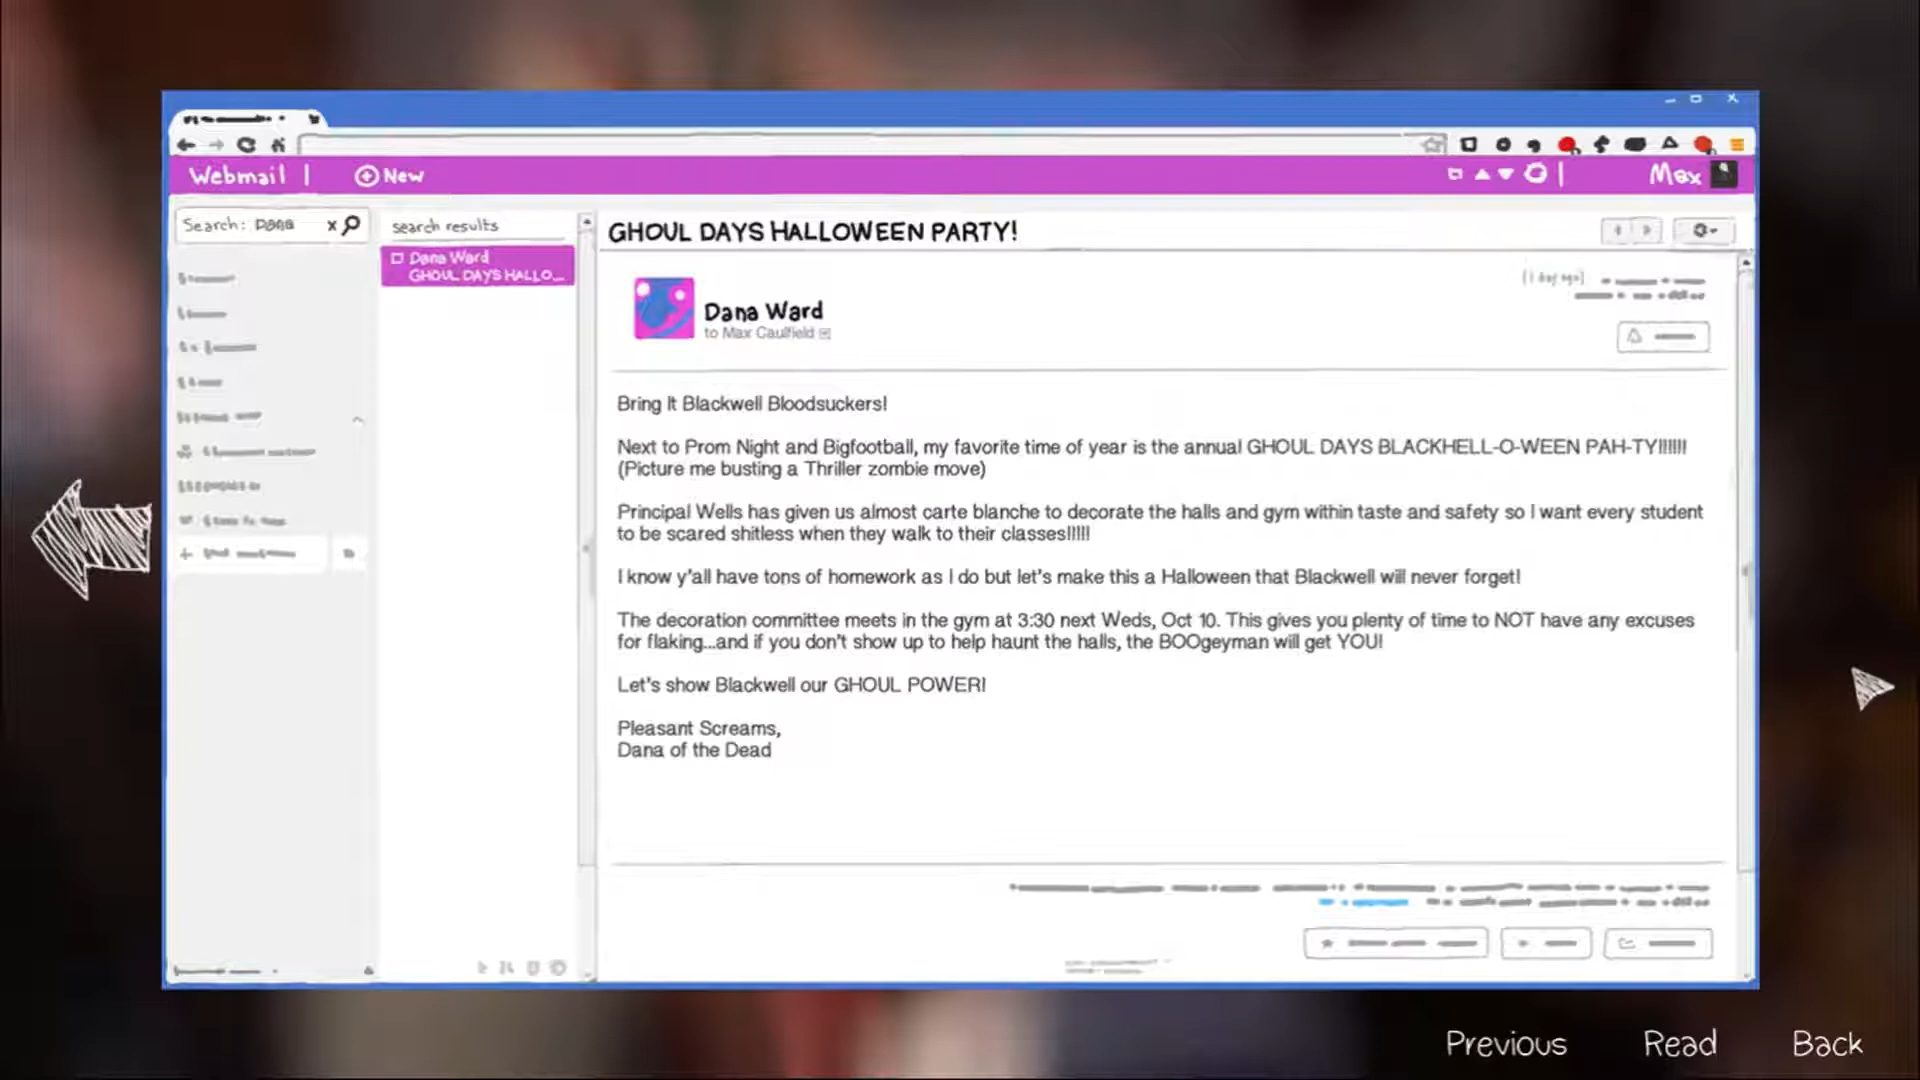 Webmail
New
Max
Search: Dana x
search results
Dana Ward
GHOUL DAYS HALLO...
GHOUL DAYS HALLOWEEN PARTY!
(1 day ago)
Dana Ward
to Max Caulfield
Bring It Blackwell Bloodsuckers!
Next to Prom Night and Bigfootball, my favorite time of year is the annual GHOUL DAYS BLACKHELL-O-WEEN PAH-TY!!!!!!
(Picture me busting a Thriller zombie move)
Principal Wells has given us almost carte blanche to decorate the halls and gym within taste and safety so I want every student
to be scared shitless when they walk to their classes!!!!!
I know y'all have tons of homework as I do but let's make this a Halloween that Blackwell will never forget!
The decoration committee meets in the gym at 3:30 next Weds, Oct 10. This gives you plenty of time to NOT have any excuses
for flaking...and if you don't show up to help haunt the halls, the BOOgeyman will get YOU!
Let's show Blackwell our GHOUL POWER!
Pleasant Screams,
Dana of the Dead
Previous
Read
Back